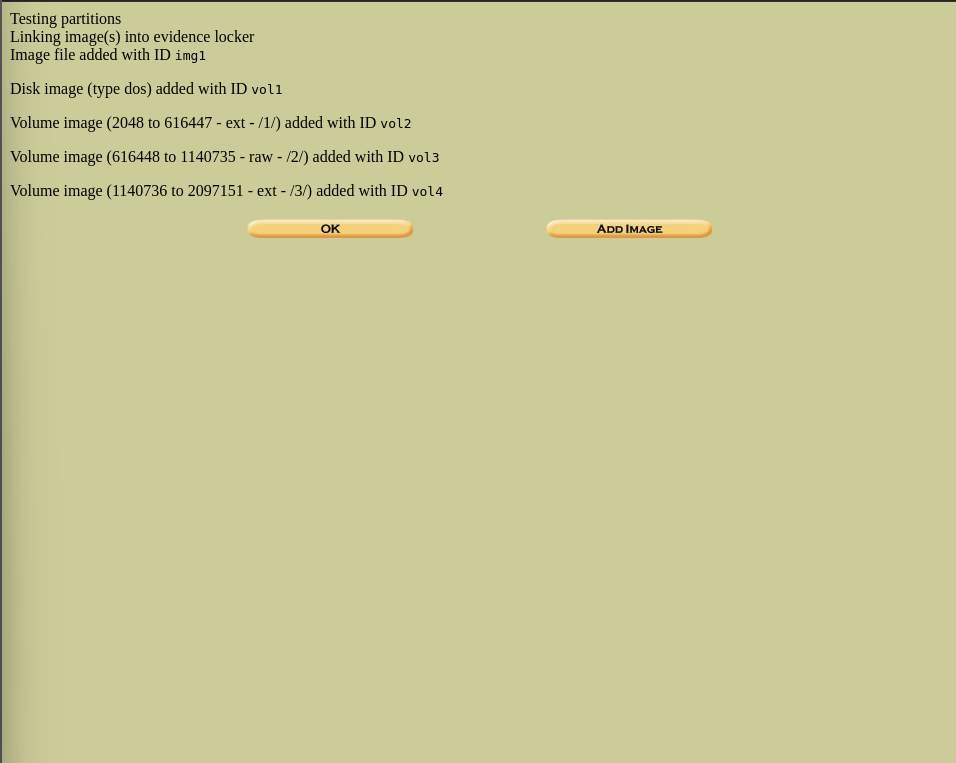 Testing partitions
Linking image(s) into evidence locker
Image file added with ID img1
Disk image (type dos) added with ID vol1
Volume image (2048 to 616447 - ext - /1/) added with ID vol2
Volume image (616448 to 1140735 - raw - /2/) added with ID vol3
Volume image (1140736 to 2097151 - ext - /3/) added with ID vol4
OK
ADD IMAGE